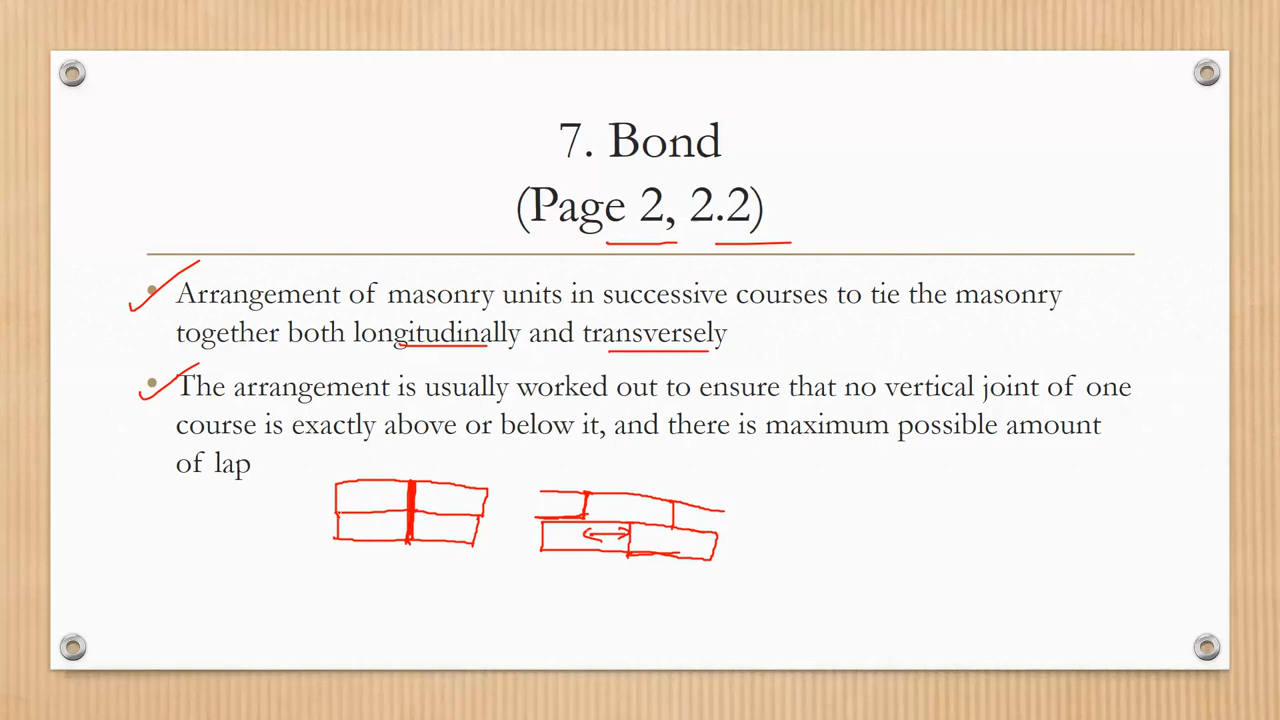 7. Bond
(Page 2, 2.2)
• Arrangement of masonry units in successive courses to tie the masonry
together both longitudinally and transversely
• The arrangement is usually worked out to ensure that no vertical joint of one
course is exactly above or below it, and there is maximum possible amount
of lap